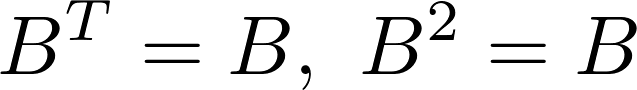 $B^T = B,\ B^2 = B$